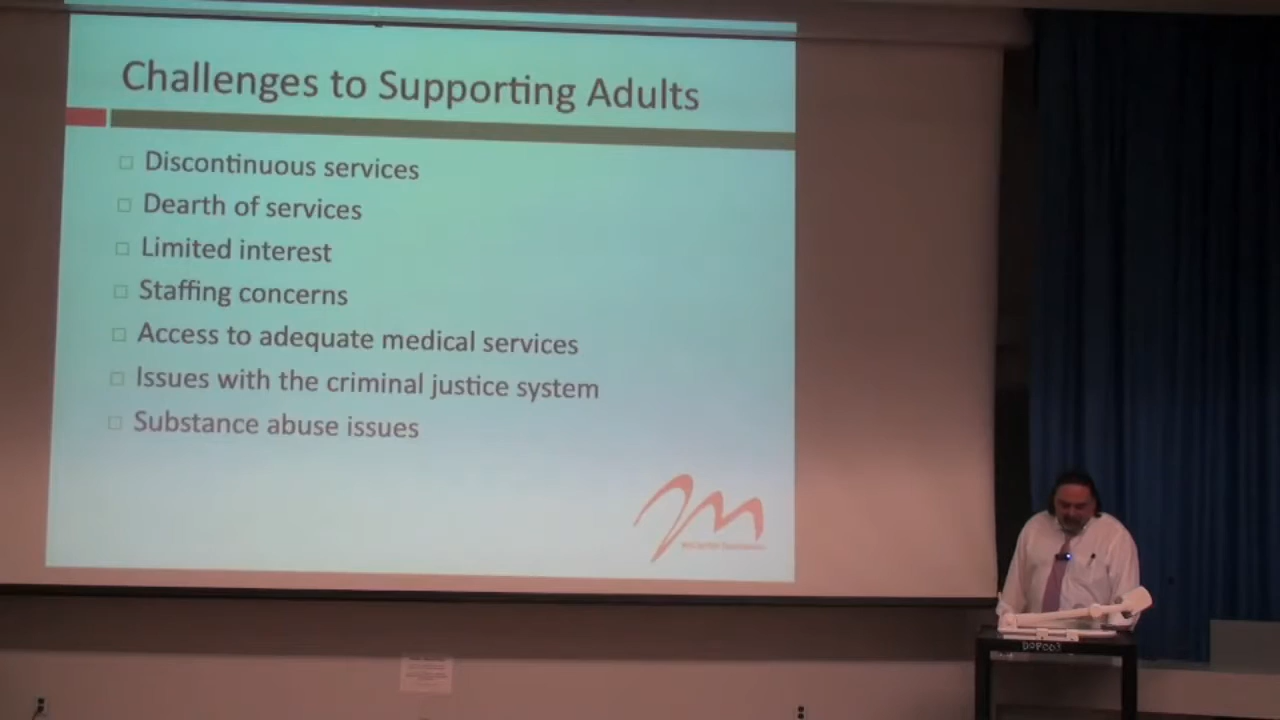 Challenges to Supporting Adults
Discontinuous services
Dearth of services
Limited interest
Staffing concerns
Access to adequate medical services
Issues with the criminal justice system
Substance abuse issues